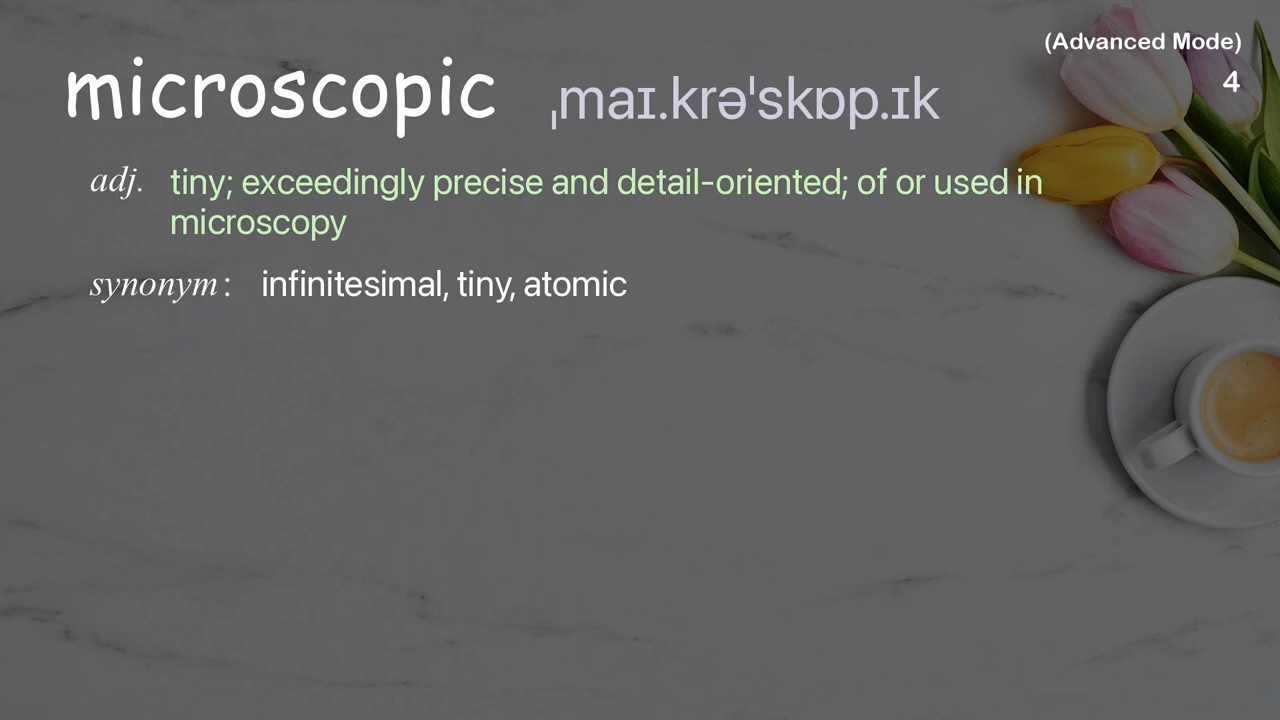 (Advanced Mode)
4
microscopic ˌmaɪ.krəˈskɒp.ɪk
adj. tiny; exceedingly precise and detail-oriented; of or used in
microscopy
synonym : infinitesimal, tiny, atomic